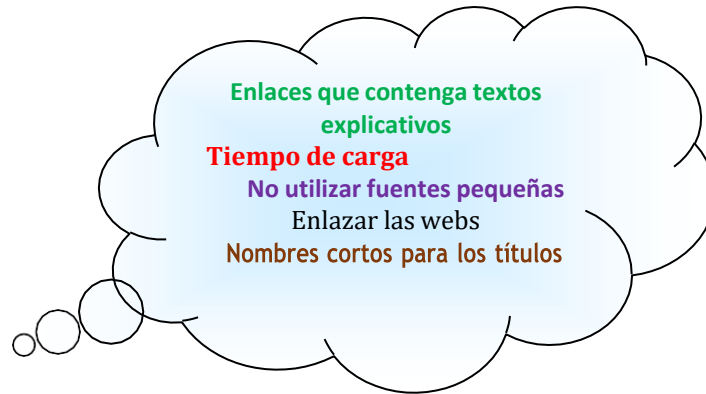 Enlaces que contenga textos
explicativos
Tiempo de carga
No utilizar fuentes pequeñas
Enlazar las webs
Nombres cortos para los títulos